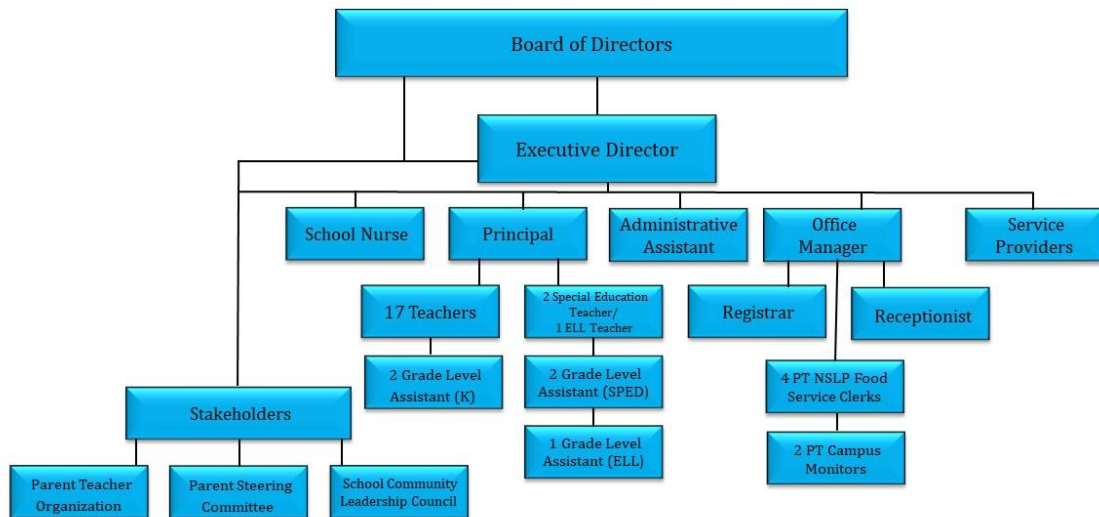 Board of Directors
Executive Director
School Nurse
Principal
Administrative
Assistant
Office
Manager
Service
Providers
17 Teachers
2 Special Education
Teacher/
1 ELL Teacher
Registrar
Receptionist
2 Grade Level
Assistant (K)
2 Grade Level
Assistant (SPED)
4 PT NSLP Food
Service Clerks
Stakeholders
1 Grade Level
Assistant (ELL)
2 PT Campus
Monitors
Parent Teacher
Organization
Parent Steering
Committee
School Community
Leadership Council